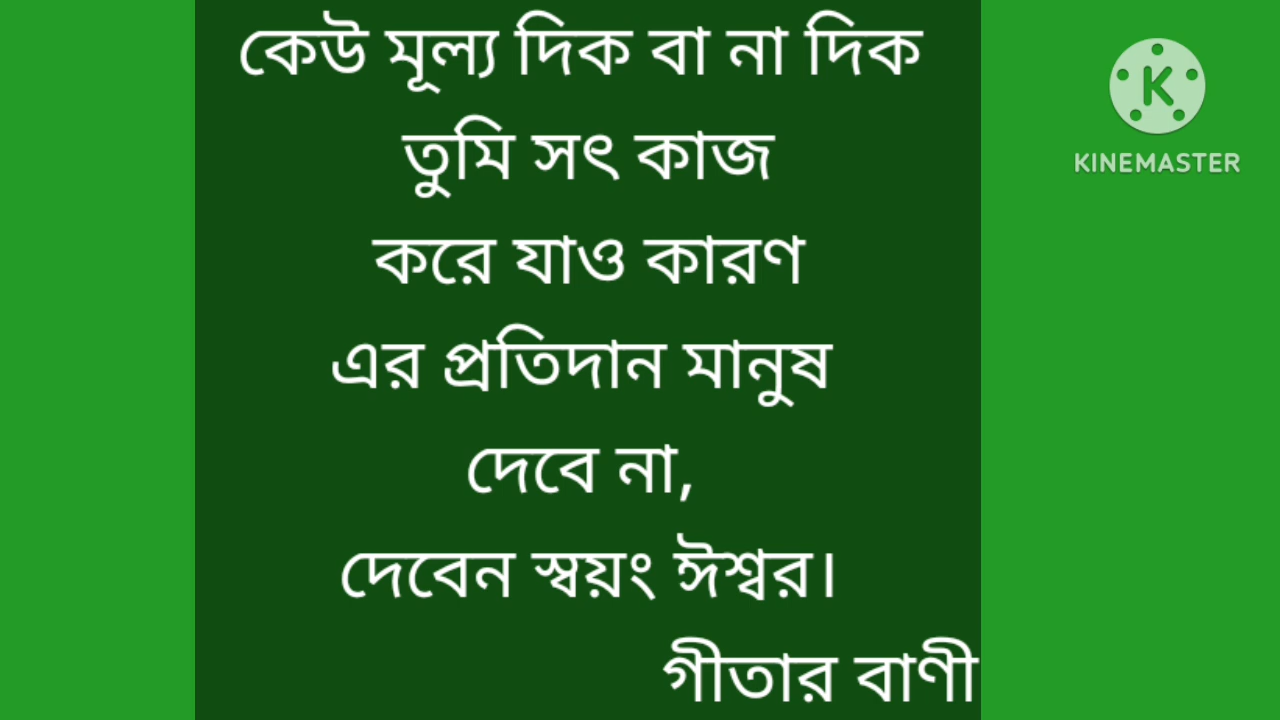 কেউ মূল্য দিক বা না দিক
তুমি সৎ কাজ
করে যাও কারণ
এর প্রতিদান মানুষ
দেবে না,
দেবেন স্বয়ং ঈশ্বর।
গীতার বাণী
K
KINEMASTER